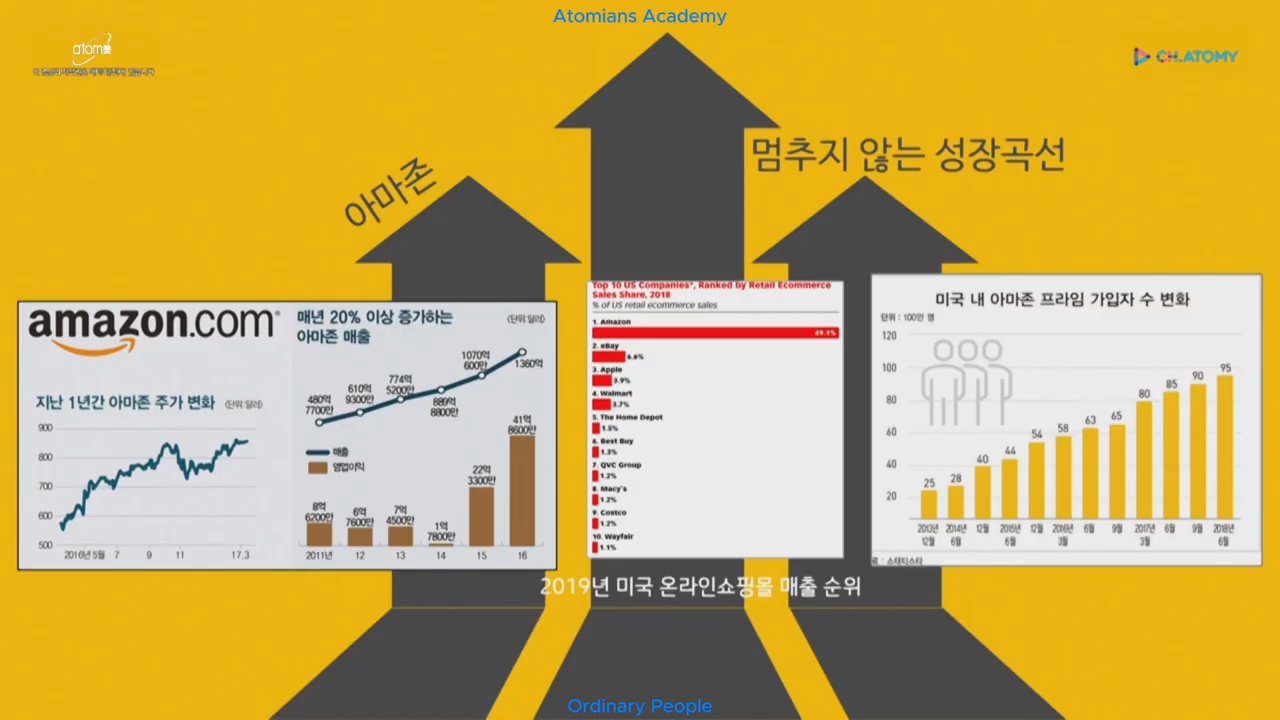 Atomians Academy
atom美
CH.ATOMY
아마존
멈추지 않는 성장곡선
amazon.com
지난 1년간 아마존 주가 변화 (단위:달러)
900
800
700
600
500
2016년 5월 7 9 11 17.3
매년 20% 이상 증가하는
아마존 매출
(단위:달러)
480억
7700만
610억
9300만
774억
5200만
889억
8800만
1070억
600만
1360억
매출
영업이익
8억
6200만
6억
7600만
7억
4500만
1억
7800만
22억
3300만
41억
8600만
2011년 12 13 14 15 16
Top 10 US Companies*, Ranked by Retail Ecommerce
Sales Share, 2018
% of US retail ecommerce sales
1. Amazon
49.1%
2. eBay
6.6%
3. Apple
3.9%
4. Walmart
3.7%
5. The Home Depot
1.5%
6. Best Buy
1.3%
7. QVC Group
1.2%
8. Macy's
1.2%
9. Costco
1.2%
10. Wayfair
1.1%
미국 내 아마존 프라임 가입자 수 변화
단위 : 100만 명
120
100
80
60
40
20
25 28 40 44 54 58 63 65 80 85 90 95
2013년 2014년 12월 2015년 12월 2016년 6월 9월 2017년 6월 9월 2018년
12월 6월 6월 3월 3월 6월
료 : 스태티스타
2019년 미국 온라인쇼핑몰 매출 순위
Ordinary People